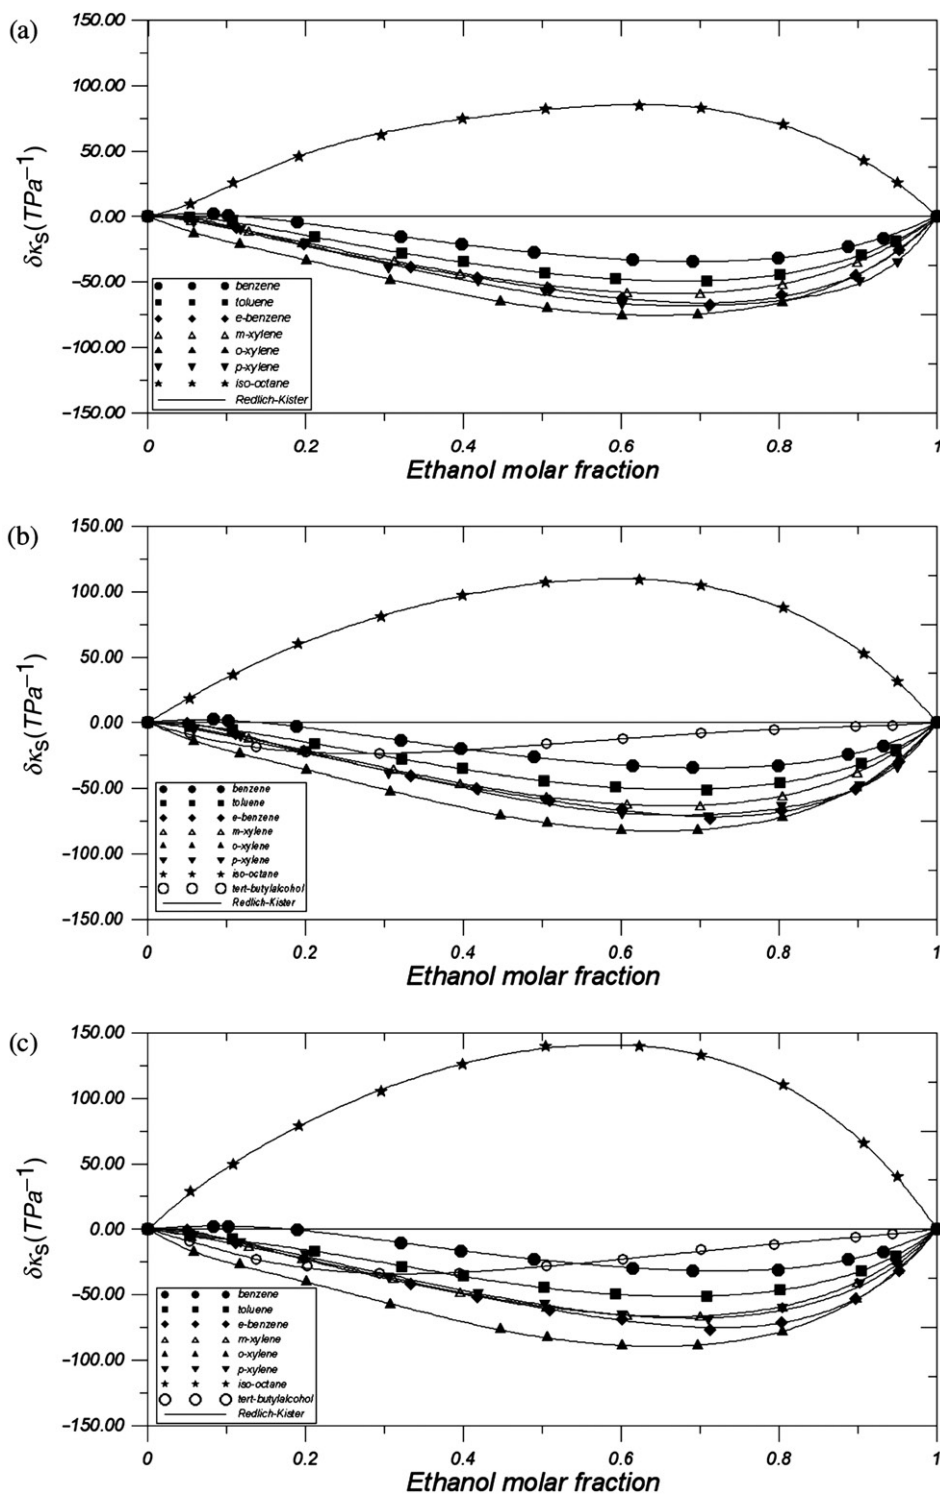 (a)
150.00
100.00
50.00
0.00
−50.00
−100.00
−150.00
δκS(TPa−1)
benzene
toluene
e-benzene
m-xylene
o-xylene
p-xylene
iso-octane
Redlich-Kister
0 0.2 0.4 0.6 0.8 1
Ethanol molar fraction
(b)
150.00
100.00
50.00
0.00
−50.00
−100.00
−150.00
δκS(TPa−1)
benzene
toluene
e-benzene
m-xylene
o-xylene
p-xylene
iso-octane
tert-butylalcohol
Redlich-Kister
0 0.2 0.4 0.6 0.8 1
Ethanol molar fraction
(c)
150.00
100.00
50.00
0.00
−50.00
−100.00
−150.00
δκS(TPa−1)
benzene
toluene
e-benzene
m-xylene
o-xylene
p-xylene
iso-octane
tert-butylalcohol
Redlich-Kister
0 0.2 0.4 0.6 0.8 1
Ethanol molar fraction